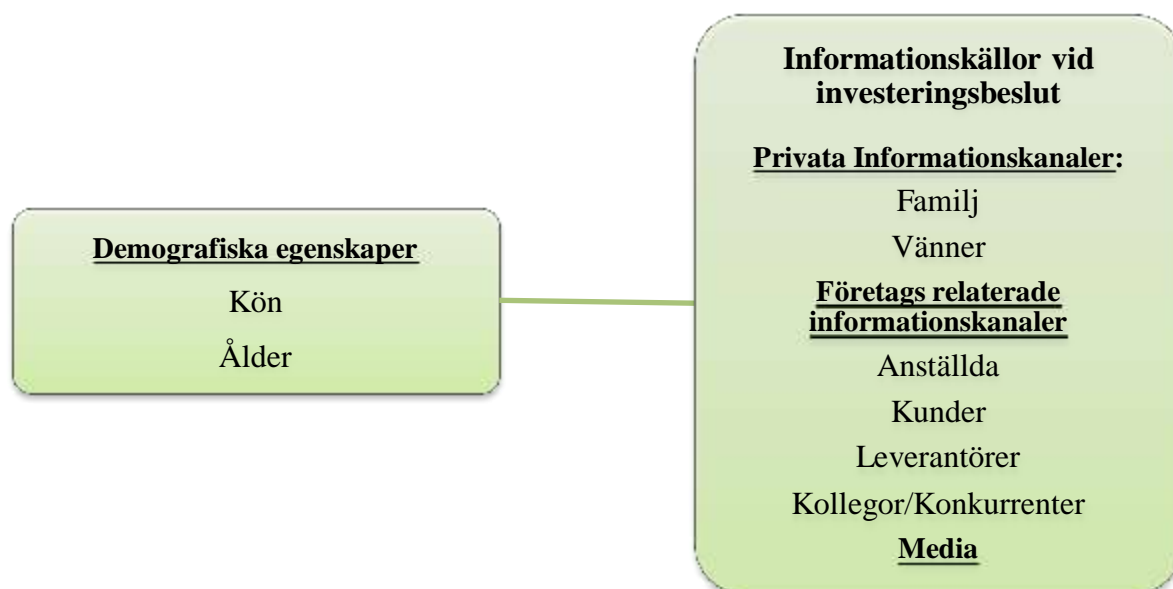 Demografiska egenskaper
Kön
Ålder
Informationskällor vid
investeringsbeslut
Privata Informationskanaler:
Familj
Vänner
Företags relaterade
informationskanaler
Anställda
Kunder
Leverantörer
Kollegor/Konkurrenter
Media